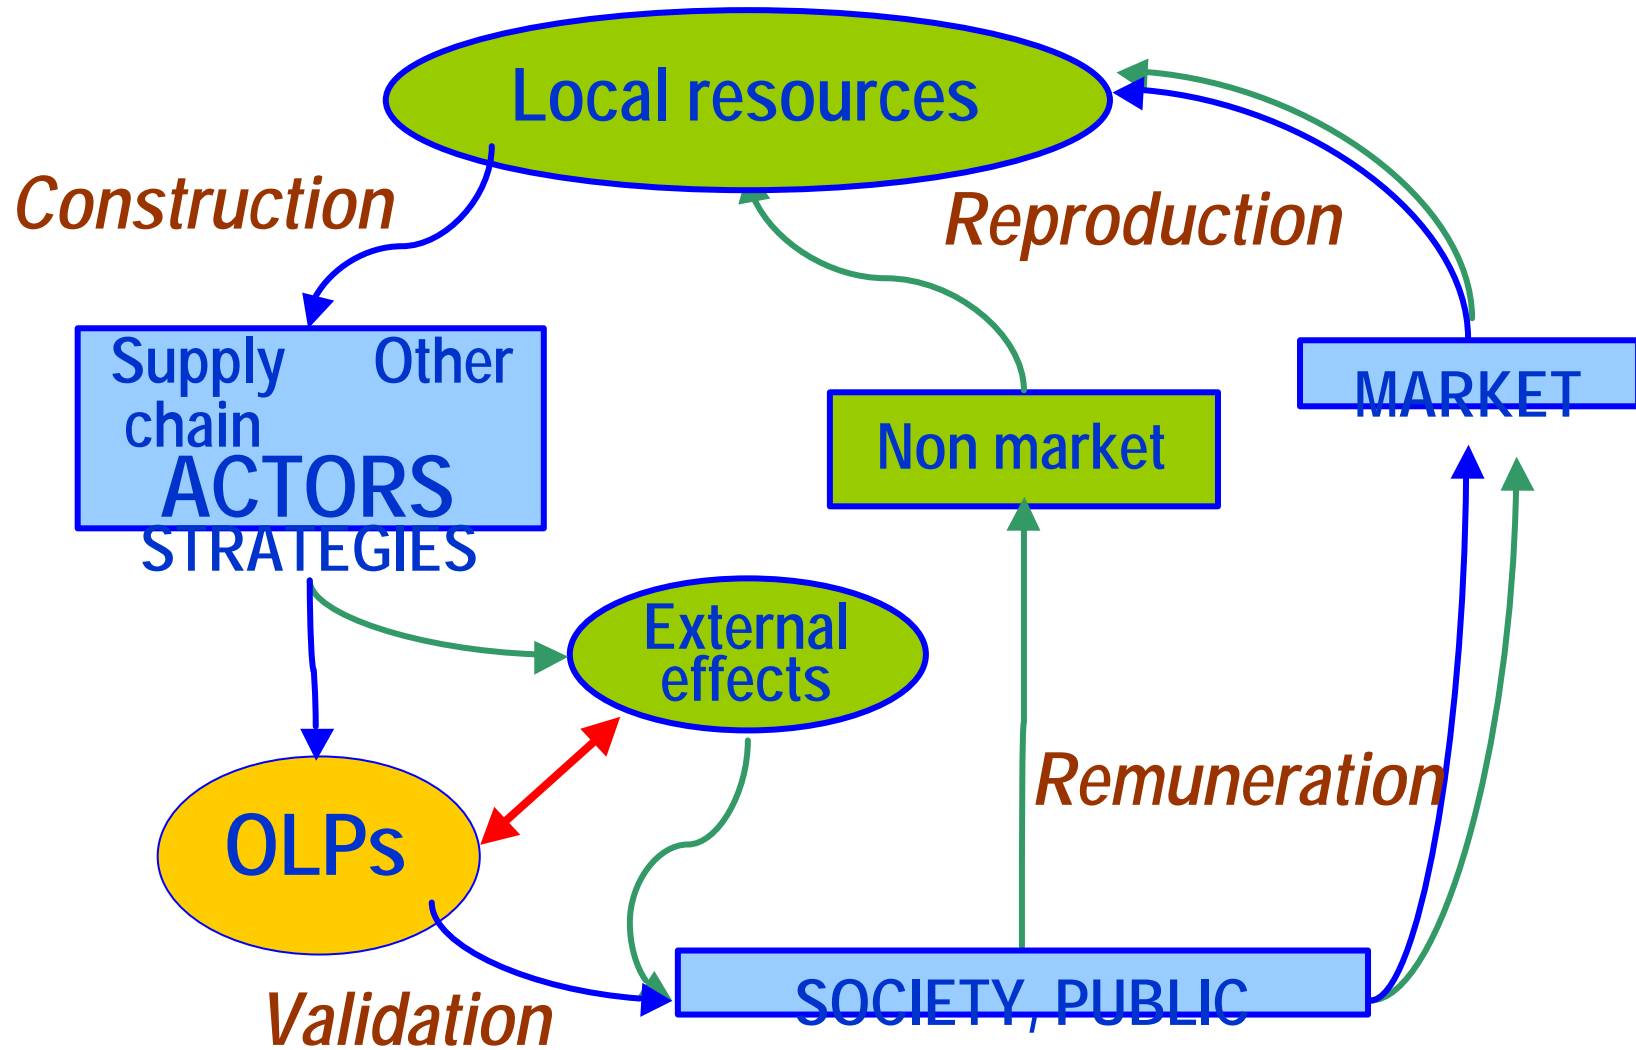 Local resources
Construction
Reproduction
Supply Other
chain
ACTORS
STRATEGIES
MARKET
Non market
External
effects
Remuneration
OLPs
SOCIETY, PUBLIC
Validation